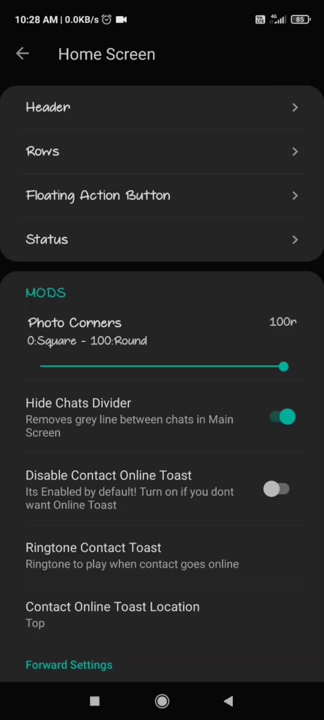 10:28 AM | 0.0KB/s
4G
85
Home Screen
Header
Rows
Floating Action Button
Status
MODS
Photo Corners
100r
0:Square - 100:Round
Hide Chats Divider
Removes grey line between chats in Main
Screen
Disable Contact Online Toast
Its Enabled by default! Turn on if you dont
want Online Toast
Ringtone Contact Toast
Ringtone to play when contact goes online
Contact Online Toast Location
Top
Forward Settings